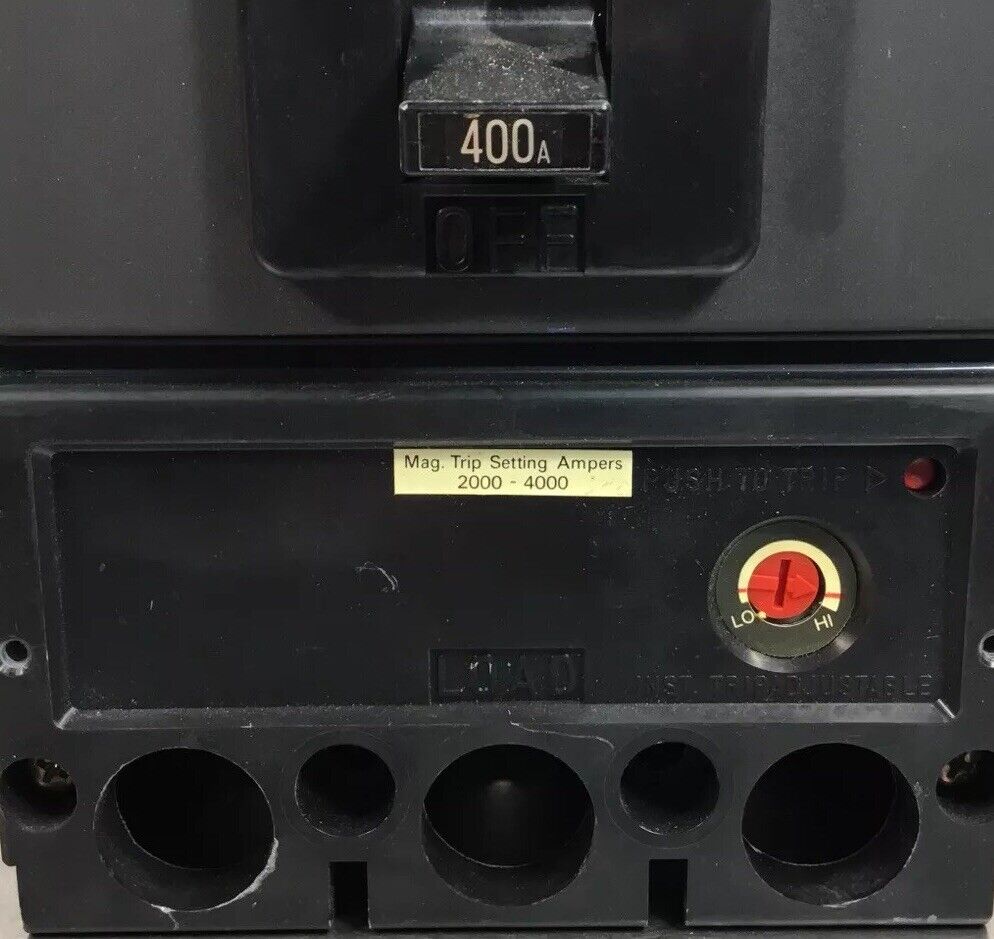 400A
OFF
Mag. Trip Setting Ampers
2000 - 4000
PUSH TO TRIP
LO
HI
LOAD
INST. TRIP ADJUSTABLE